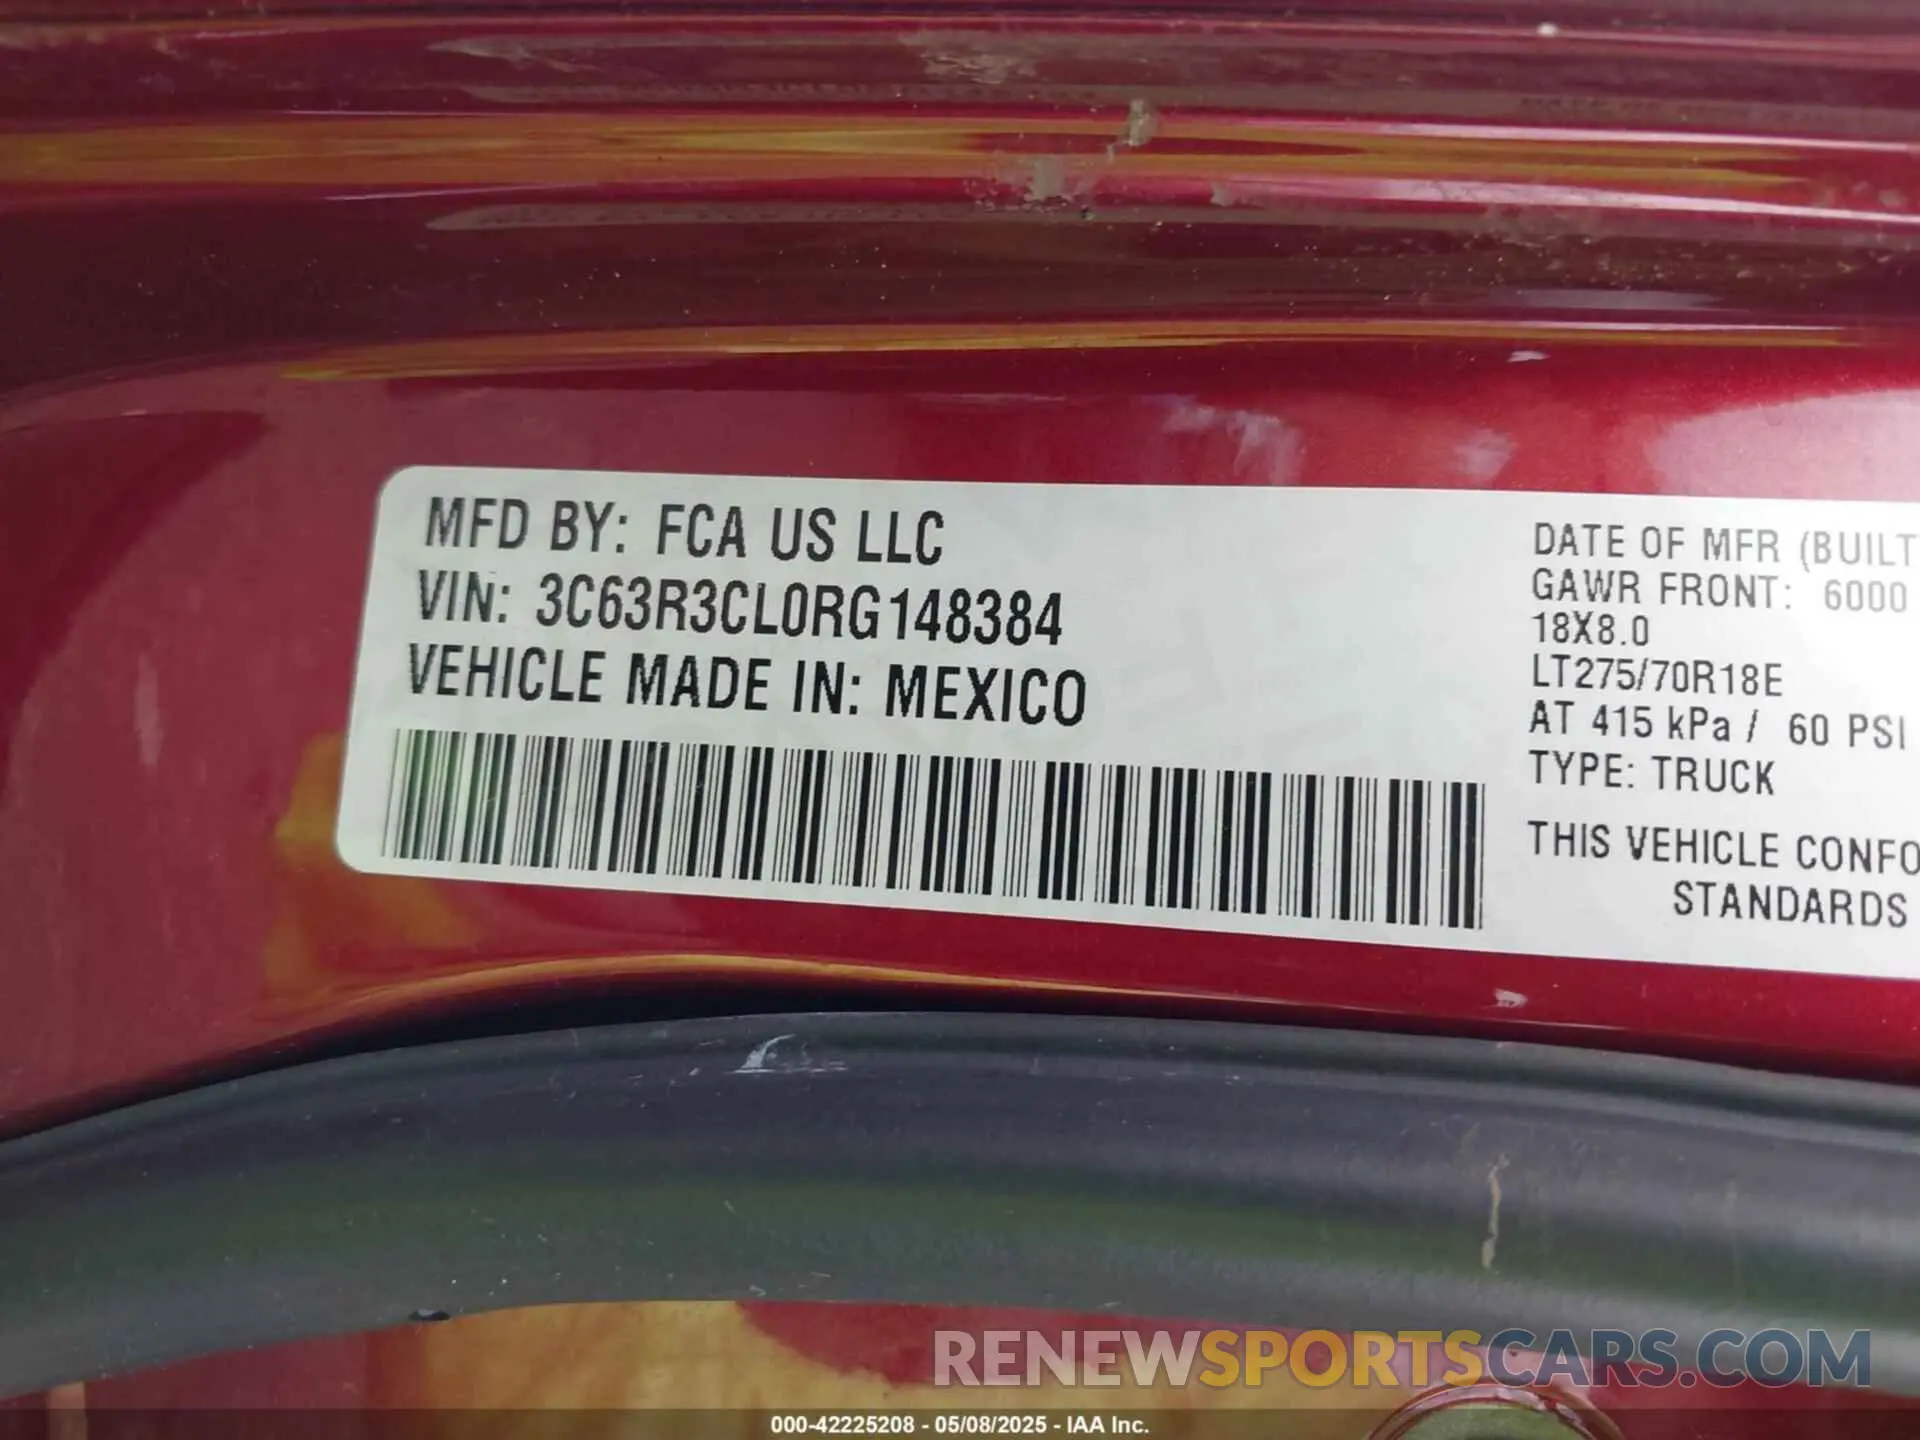 MFD BY: FCA US LLC
VIN: 3C63R3CL0RG148384
VEHICLE MADE IN: MEXICO
DATE OF MFR (BUILT
GAWR FRONT: 6000
18X8.0
LT275/70R18E
AT 415 kPa / 60 PSI
TYPE: TRUCK
THIS VEHICLE CONFO
STANDARDS
RENEWSPORTSCARS.COM
000-42225208 - 05/08/2025 - IAA Inc.